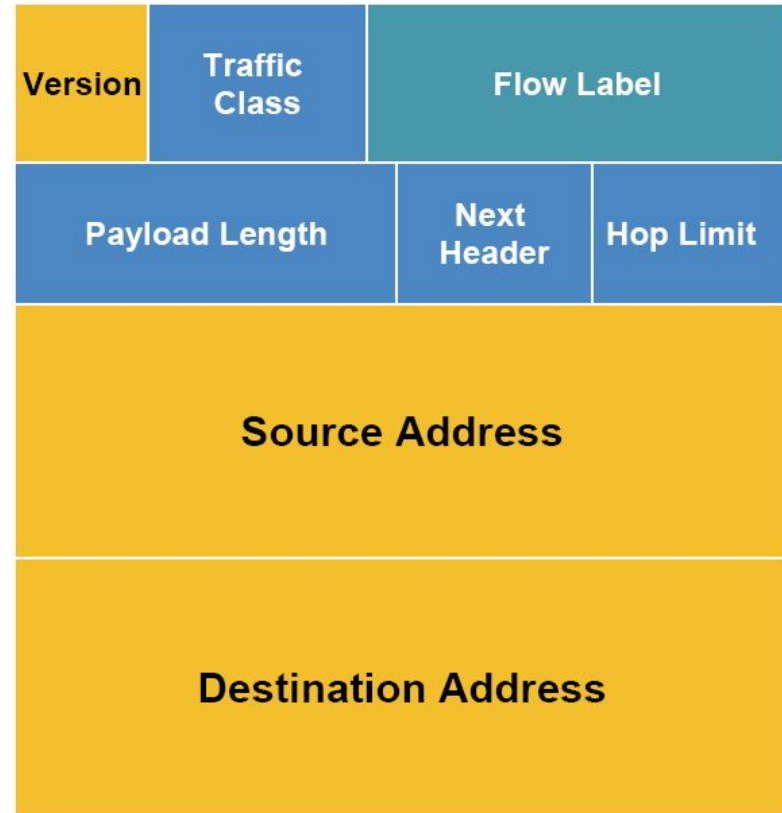 Version
Traffic
Class
Flow Label
Payload Length
Next
Header
Hop Limit
Source Address
Destination Address